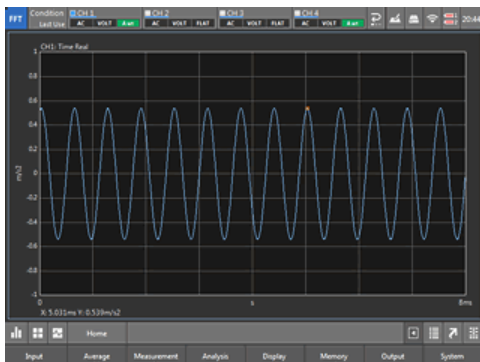 FFT
Condition
Last Use
CH 1
AC VOLT A-wt
CH 2
AC VOLT FLAT
CH 3
AC VOLT FLAT
CH 4
AC VOLT A-wt
20:44
CH1: Time Real
1
0.8
0.6
0.4
0.2
0
-0.2
-0.4
-0.6
-0.8
-1
m/s2
0
s
8ms
X: 5.031ms Y: 0.539m/s2
Home
Input Average Measurement Analysis Display Memory Output System